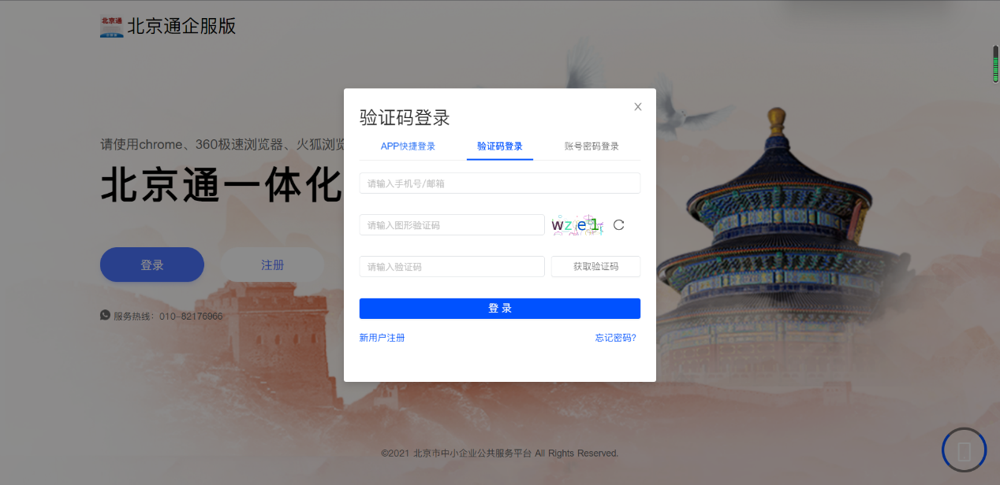 北京通
北京通企服版
请使用chrome、360极速浏览器、火狐浏览
北京通一体化
登录
注册
服务热线：010-82176966
验证码登录
APP快捷登录
验证码登录
账号密码登录
请输入手机号/邮箱
请输入图形验证码
wze1
请输入验证码
获取验证码
登 录
新用户注册
忘记密码?
©2021 北京市中小企业公共服务平台 All Rights Reserved.